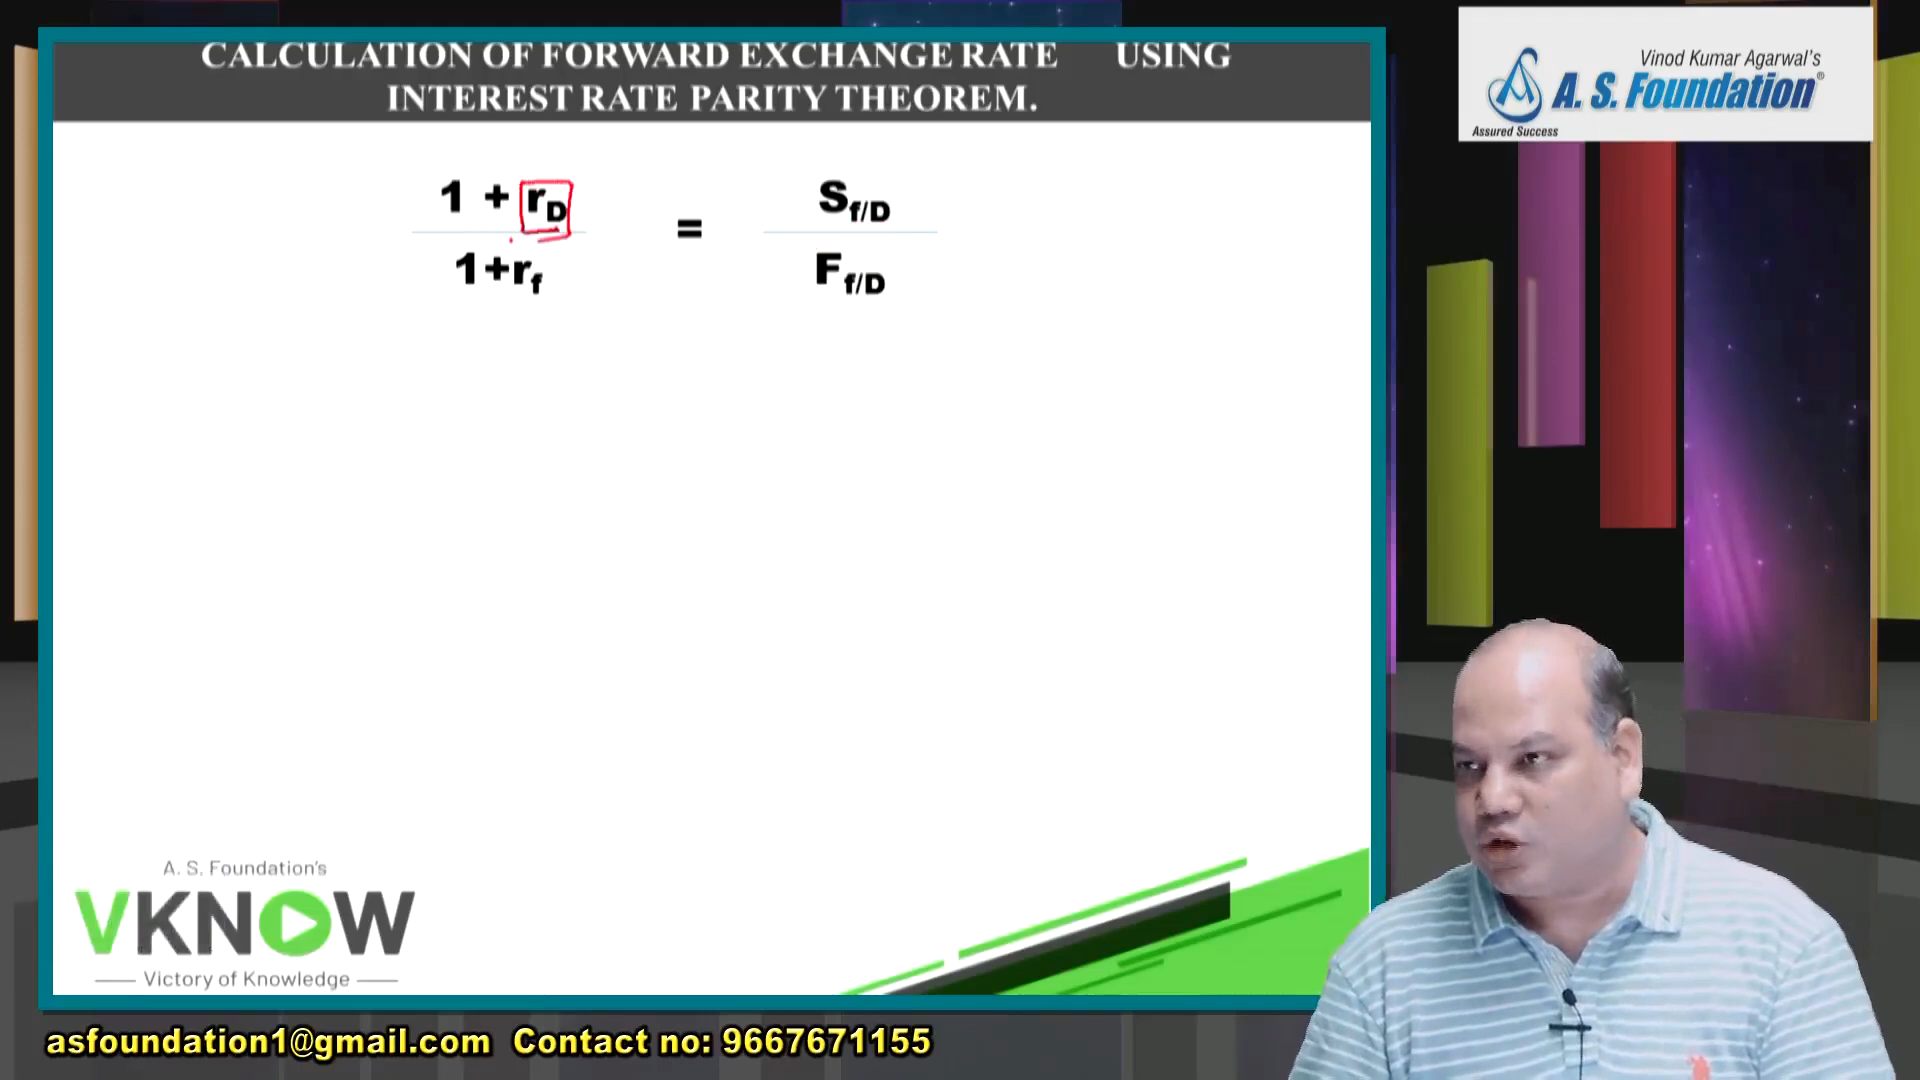 CALCULATION OF FORWARD EXCHANGE RATE USING
INTEREST RATE PARITY THEOREM.
Vinod Kumar Agarwal's
A. S. Foundation®
Assured Success
1 + rD = Sf/D
1+rf Ff/D
A. S. Foundation's
VKNOW
Victory of Knowledge
asfoundation1@gmail.com Contact no: 9667671155